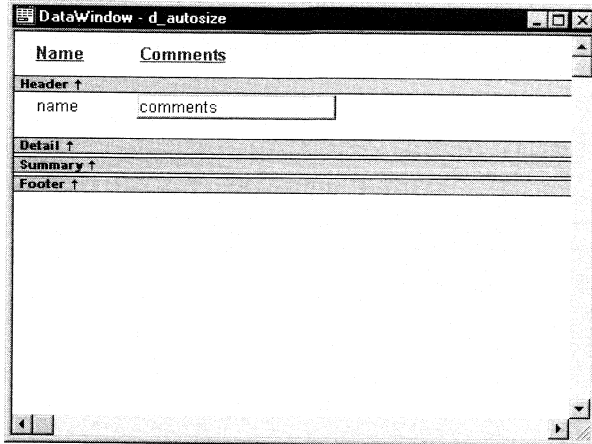 DataWindow - d_autosize
Name Comments
Header ↑
name comments
Detail ↑
Summary ↑
Footer ↑